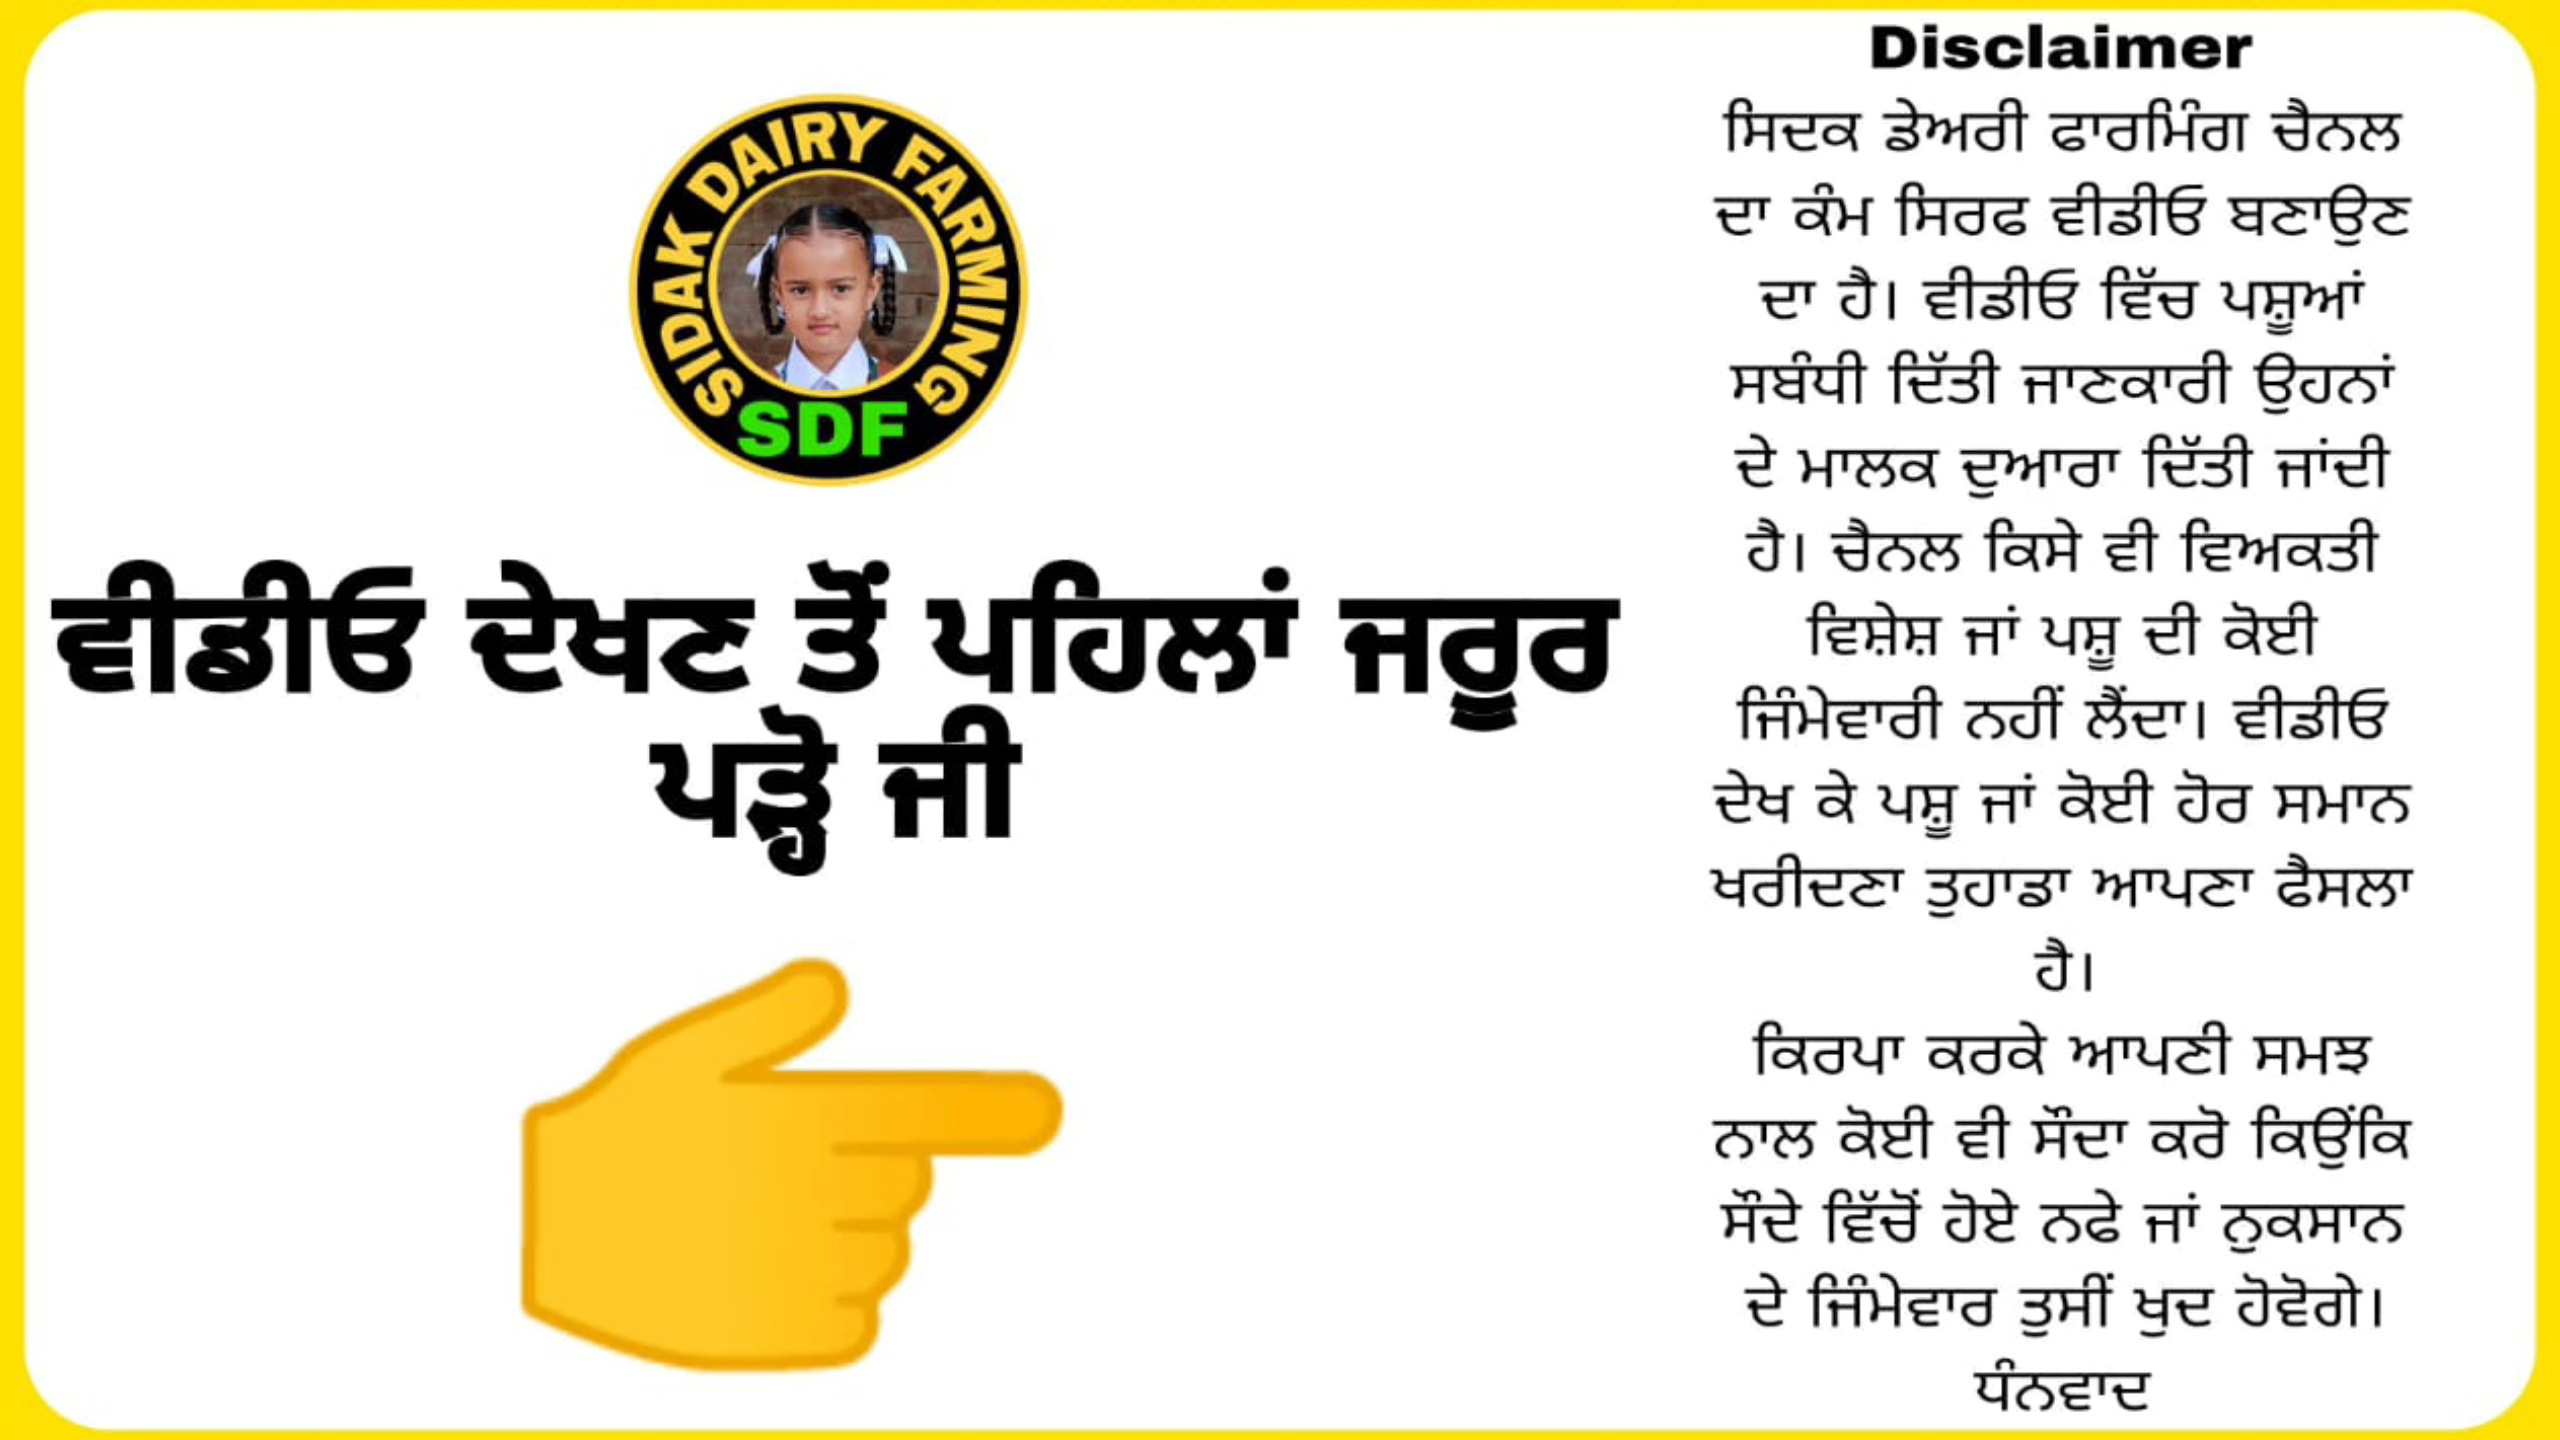 SIDAK DAIRY FARMING
SDF
ਵੀਡੀਓ ਦੇਖਣ ਤੋਂ ਪਹਿਲਾਂ ਜਰੂਰ
ਪੜ੍ਹੋ ਜੀ
Disclaimer
ਸਿਦਕ ਡੇਅਰੀ ਫਾਰਮਿੰਗ ਚੈਨਲ
ਦਾ ਕੰਮ ਸਿਰਫ ਵੀਡੀਓ ਬਣਾਉਣ
ਦਾ ਹੈ। ਵੀਡੀਓ ਵਿੱਚ ਪਸ਼ੂਆਂ
ਸਬੰਧੀ ਦਿੱਤੀ ਜਾਣਕਾਰੀ ਉਹਨਾਂ
ਦੇ ਮਾਲਕ ਦੁਆਰਾ ਦਿੱਤੀ ਜਾਂਦੀ
ਹੈ। ਚੈਨਲ ਕਿਸੇ ਵੀ ਵਿਅਕਤੀ
ਵਿਸ਼ੇਸ਼ ਜਾਂ ਪਸ਼ੂ ਦੀ ਕੋਈ
ਜਿੰਮੇਵਾਰੀ ਨਹੀਂ ਲੈਂਦਾ। ਵੀਡੀਓ
ਦੇਖ ਕੇ ਪਸ਼ੂ ਜਾਂ ਕੋਈ ਹੋਰ ਸਮਾਨ
ਖਰੀਦਣਾ ਤੁਹਾਡਾ ਆਪਣਾ ਫੈਸਲਾ
ਹੈ।
ਕਿਰਪਾ ਕਰਕੇ ਆਪਣੀ ਸਮਝ
ਨਾਲ ਕੋਈ ਵੀ ਸੌਦਾ ਕਰੋ ਕਿਉਂਕਿ
ਸੌਦੇ ਵਿੱਚੋਂ ਹੋਏ ਨਫੇ ਜਾਂ ਨੁਕਸਾਨ
ਦੇ ਜਿੰਮੇਵਾਰ ਤੁਸੀਂ ਖੁਦ ਹੋਵੋਗੇ।
ਧੰਨਵਾਦ